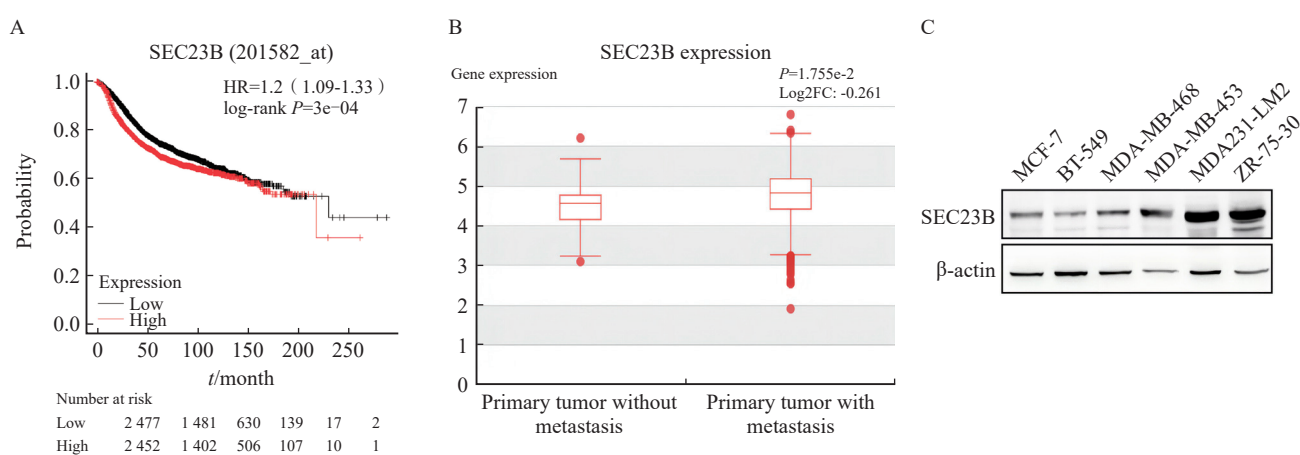 A
SEC23B (201582_at)
HR=1.2（1.09-1.33）
log-rank P=3e−04
Probability
1.0
0.8
0.6
0.4
0.2
0.0
Expression
Low
High
0 50 100 150 200 250
t/month
Number at risk
Low 2 477 1 481 630 139 17 2
High 2 452 1 402 506 107 10 1
B
SEC23B expression
Gene expression
P=1.755e-2
Log2FC: -0.261
7
6
5
4
3
2
1
0
Primary tumor without
metastasis
Primary tumor with
metastasis
C
MCF-7
BT-549
MDA-MB-468
MDA-MB-453
MDA231-LM2
ZR-75-30
SEC23B
β-actin